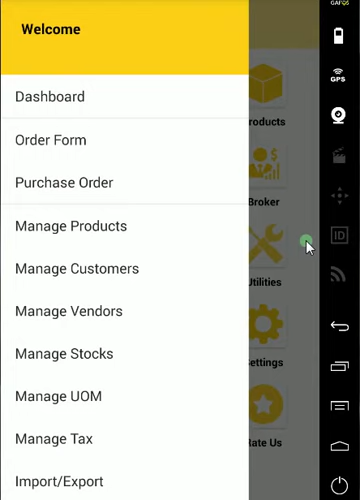 Welcome
Dashboard
Order Form
Purchase Order
Manage Products
Manage Customers
Manage Vendors
Manage Stocks
Manage UOM
Manage Tax
Import/Export
roducts
Broker
Utilities
ettings
Rate Us
GPS
ID